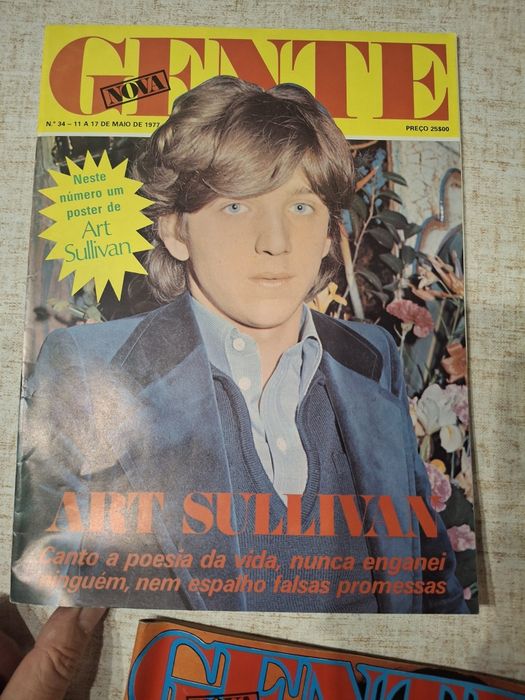 GENTE
NOVA
N.º 34 – 11 A 17 DE MAIO DE 1977
PREÇO 25$00
Neste
número um
poster de
Art
Sullivan
ART SULLIVAN
Canto a poesia da vida, nunca enganei
ninguém, nem espalho falsas promessas
GENTE
NOVA